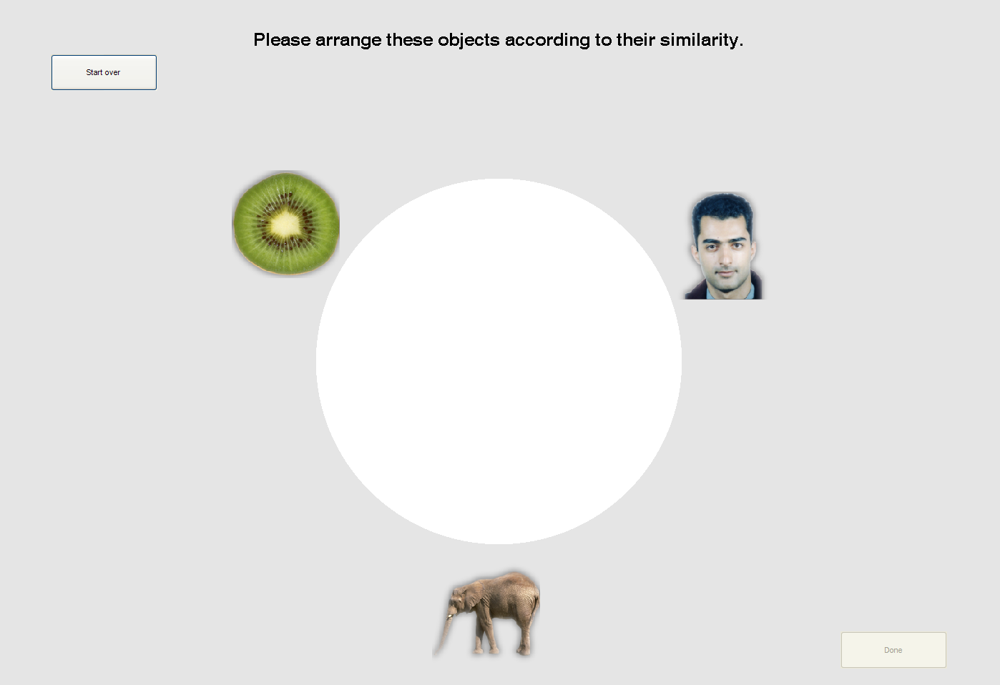 Please arrange these objects according to their similarity.
Start over
Done